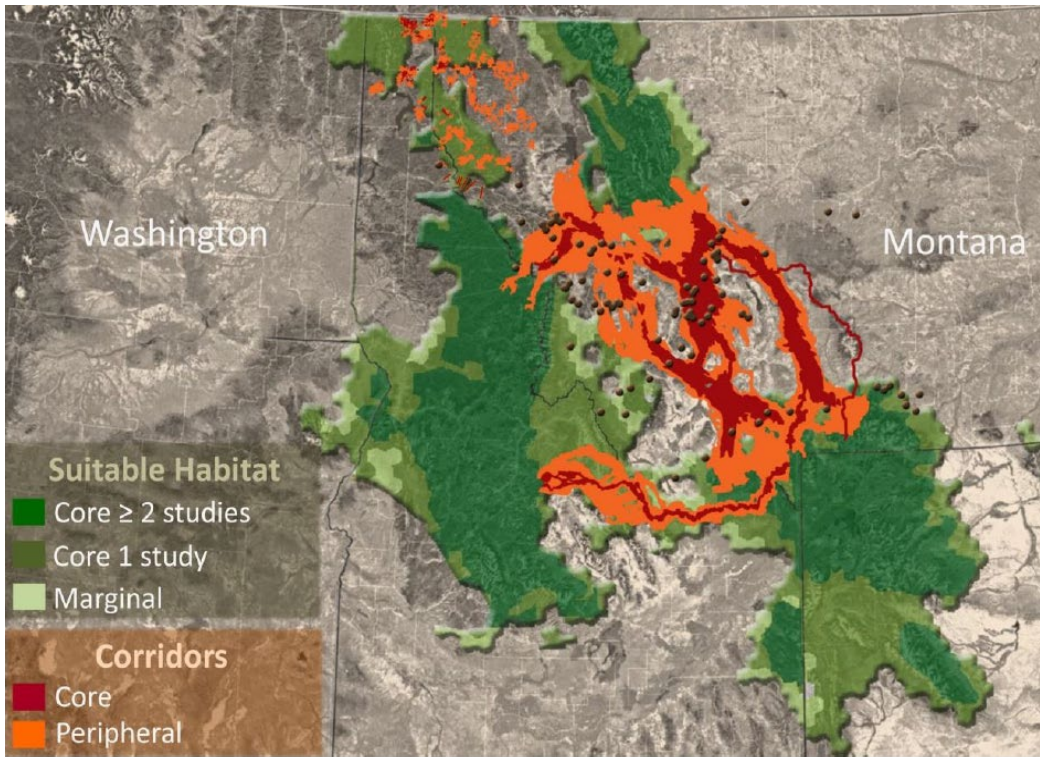 Washington
Montana
Suitable Habitat
Core ≥ 2 studies
Core 1 study
Marginal
Corridors
Core
Peripheral